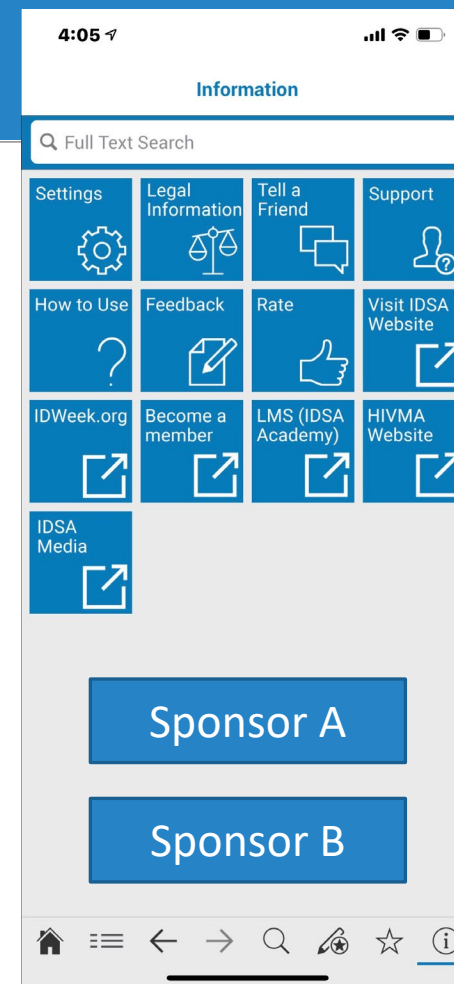 4:05
Information
Full Text Search
Settings
Legal
Information
Tell a
Friend
Support
How to Use
Feedback
Rate
Visit IDSA
Website
IDWeek.org
Become a
member
LMS (IDSA
Academy)
HIVMA
Website
IDSA
Media
Sponsor A
Sponsor B